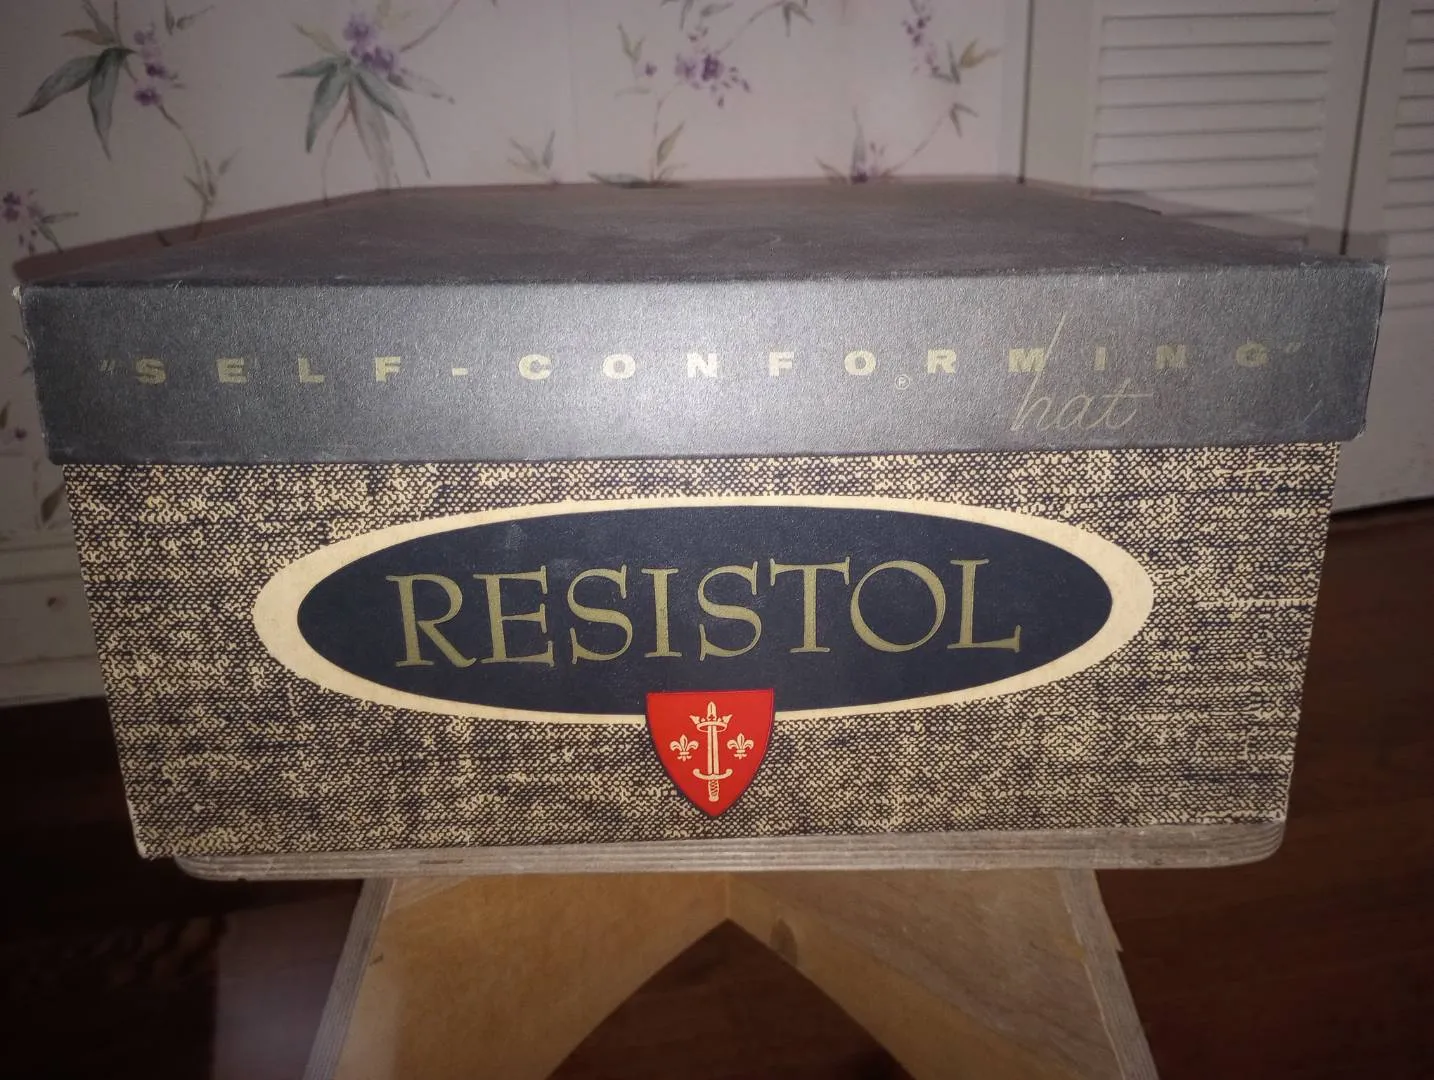 "SELF-CONFORMING"
®
hat
RESISTOL